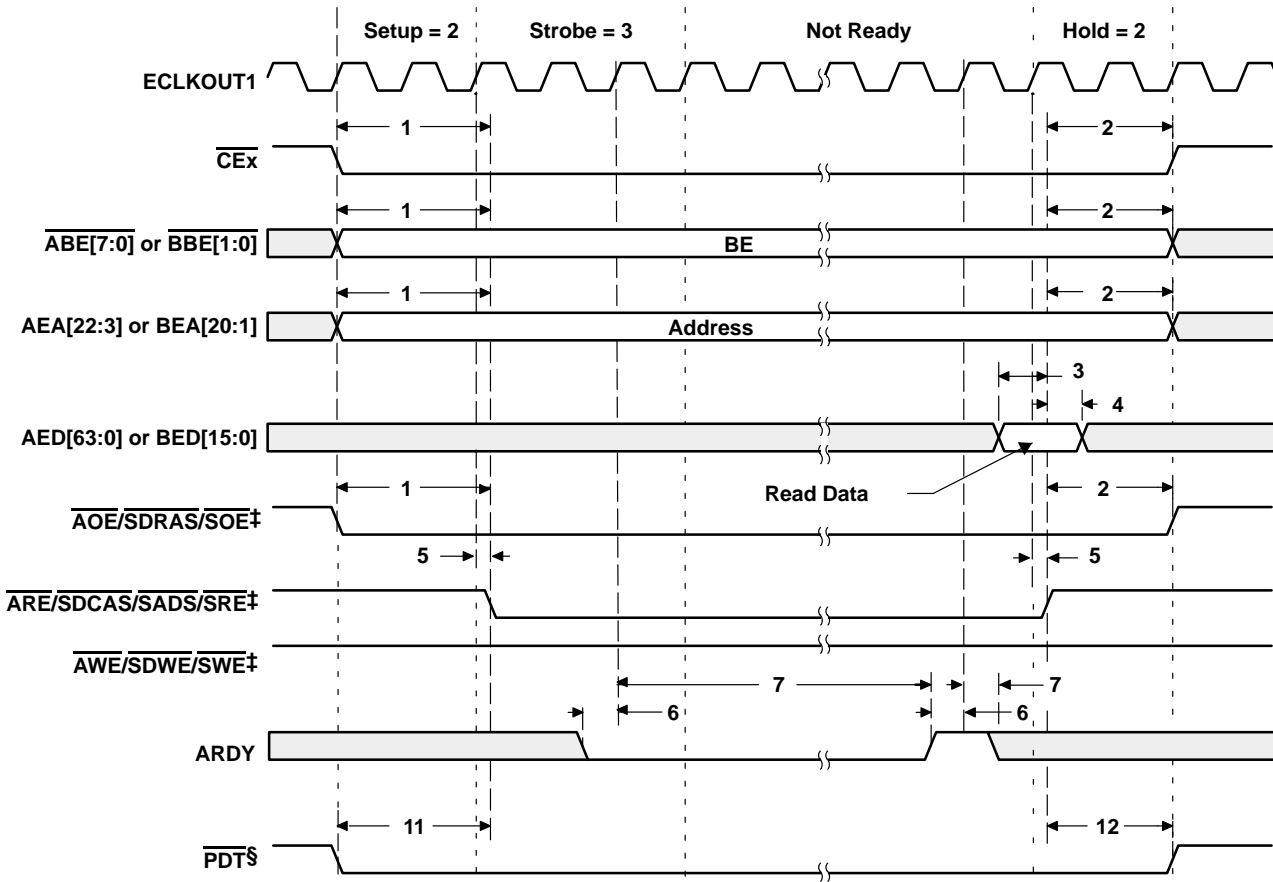 Setup = 2 Strobe = 3 Not Ready Hold = 2
ECLKOUT1
1 2
CEx
1 2
ABE[7:0] or BBE[1:0] BE
1 2
AEA[22:3] or BEA[20:1] Address
3
4
AED[63:0] or BED[15:0]
1 Read Data 2
AOE/SDRAS/SOE‡
5 5
ARE/SDCAS/SADS/SRE‡
AWE/SDWE/SWE‡
7 7
6 6
ARDY
11 12
PDT§